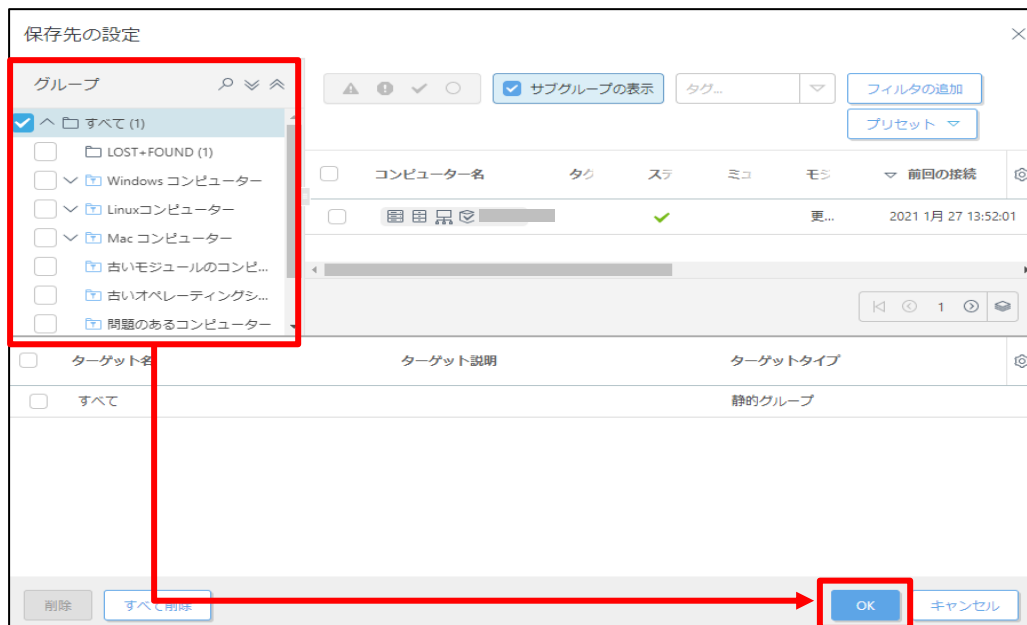 保存先の設定
グループ
サブグループの表示
タグ...
フィルタの追加
プリセット
すべて (1)
LOST+FOUND (1)
Windows コンピューター
Linuxコンピューター
Mac コンピューター
古いモジュールのコンピ...
古いオペレーティングシ...
問題のあるコンピューター
コンピューター名
タグ
ステ
ミュ
モジ
前回の接続
更...
2021 1月 27 13:52:01
1
ターゲット名
ターゲット説明
ターゲットタイプ
すべて
静的グループ
削除
すべて削除
OK
キャンセル